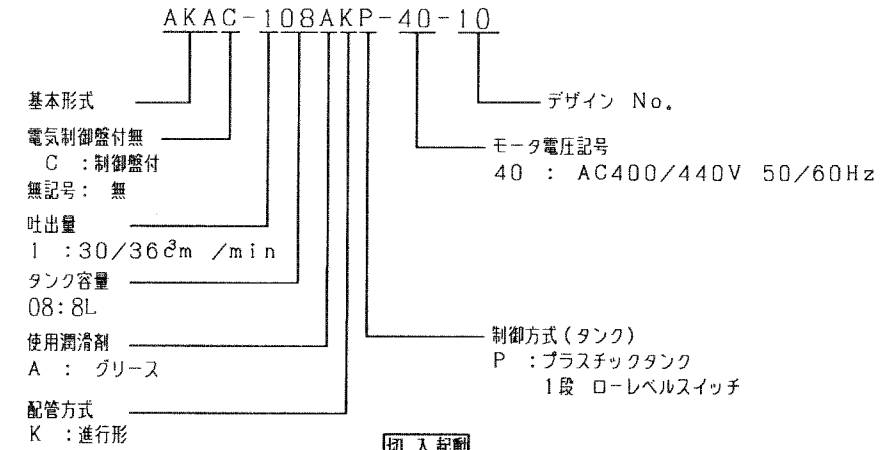 AKAC-108AKP-40-10
基本形式
デザイン No.
電気制御盤付無
C :制御盤付
無記号: 無
モータ電圧記号
40 : AC400/440V 50/60Hz
吐出量
1 :30/36c³m /min
タンク容量
08:8L
使用潤滑剤
A : グリース
制御方式(タンク)
P :プラスチックタンク
1段 ローレベルスイッチ
配管方式
K :進行形
切 入 起動